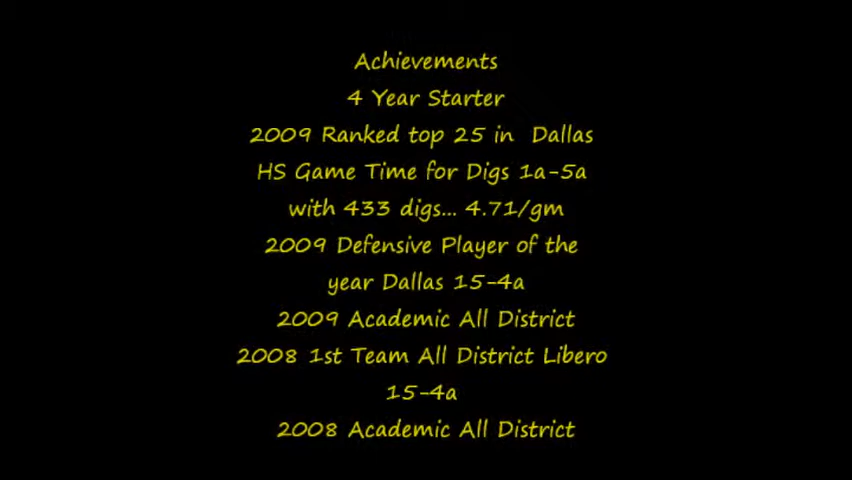 Achievements
4 Year Starter
2009 Ranked top 25 in Dallas
HS Game Time for Digs 1a-5a
with 433 digs... 4.71/gm
2009 Defensive Player of the
year Dallas 15-4a
2009 Academic All District
2008 1st Team All District Libero
15-4a
2008 Academic All District